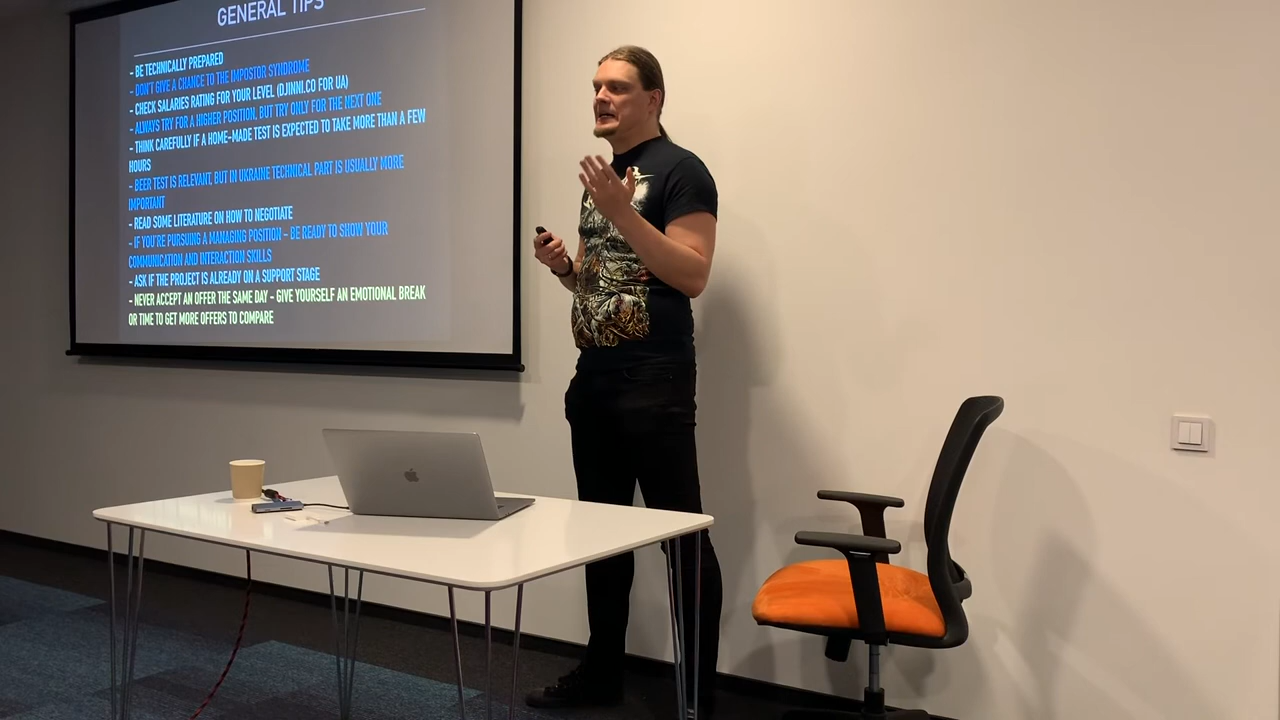 GENERAL TIPS
- BE TECHNICALLY PREPARED
- DON'T GIVE A CHANCE TO THE IMPOSTOR SYNDROME
- CHECK SALARIES RATING FOR YOUR LEVEL (DJINNI.CO FOR UA)
- ALWAYS TRY FOR A HIGHER POSITION, BUT TRY ONLY FOR THE NEXT ONE
- THINK CAREFULLY IF A HOME-MADE TEST IS EXPECTED TO TAKE MORE THAN A FEW
HOURS
- BEER TEST IS RELEVANT, BUT IN UKRAINE TECHNICAL PART IS USUALLY MORE
IMPORTANT
- READ SOME LITERATURE ON HOW TO NEGOTIATE
- IF YOU'RE PURSUING A MANAGING POSITION - BE READY TO SHOW YOUR
COMMUNICATION AND INTERACTION SKILLS
- ASK IF THE PROJECT IS ALREADY ON A SUPPORT STAGE
- NEVER ACCEPT AN OFFER THE SAME DAY - GIVE YOURSELF AN EMOTIONAL BREAK
OR TIME TO GET MORE OFFERS TO COMPARE